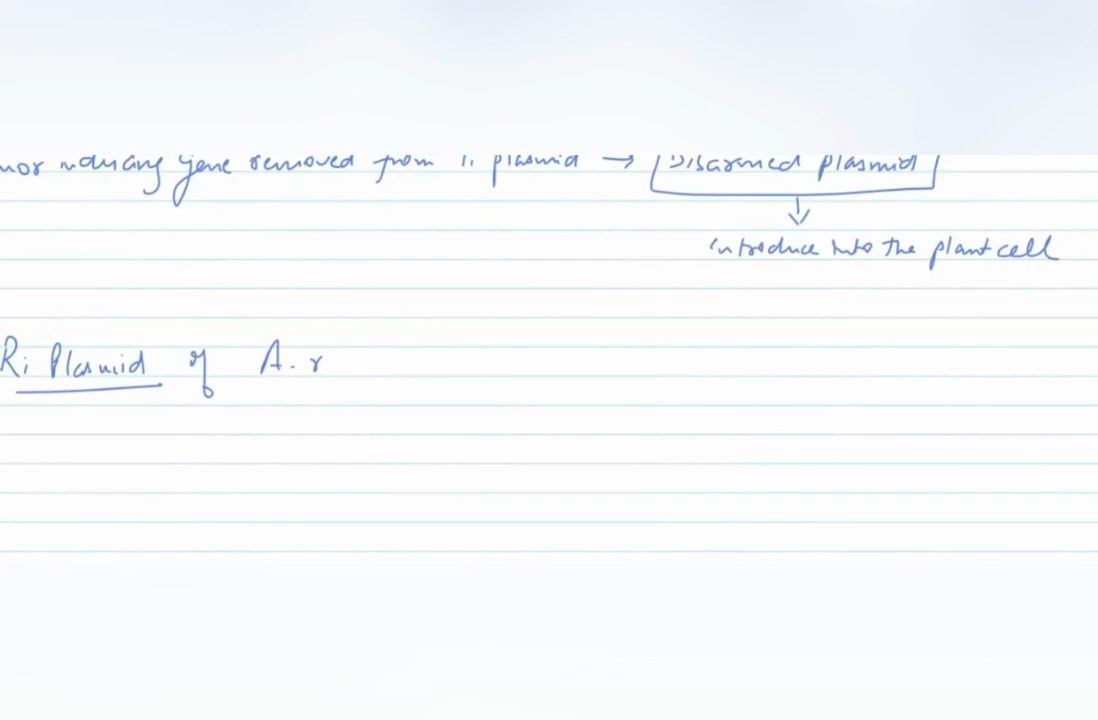 gene removed from Ti plasmid → Disarmed plasmid
↓
introduce into the plant cell
Ri Plasmid of A. r